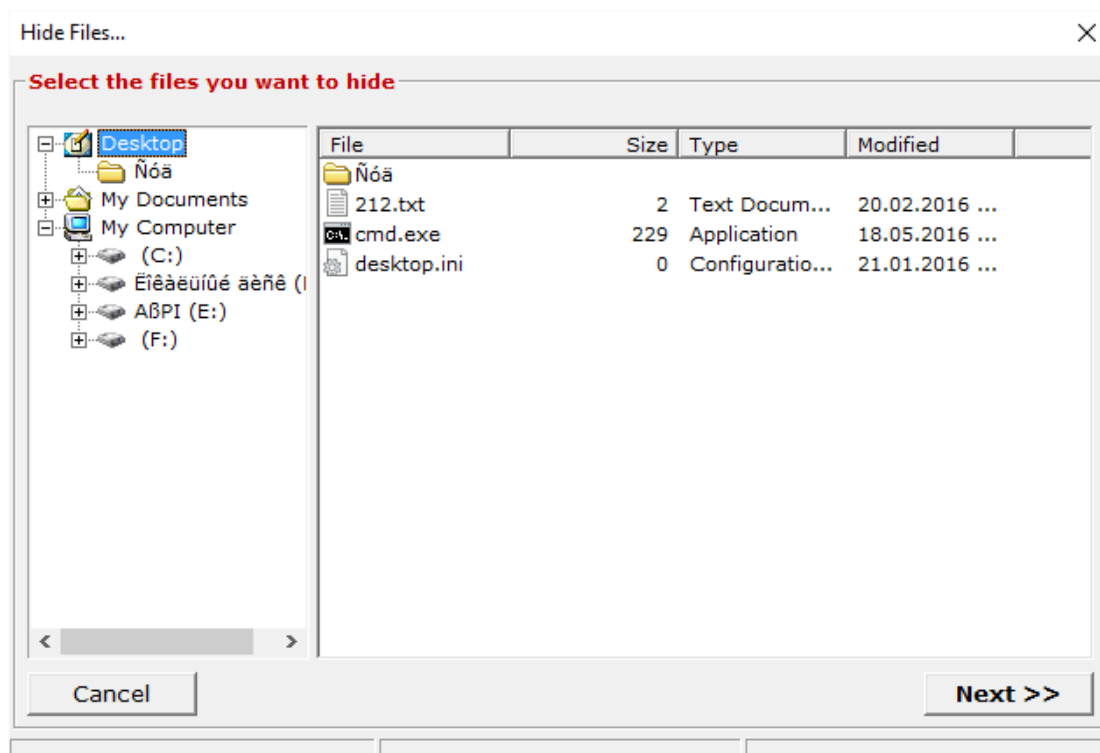 Hide Files...
Select the files you want to hide
Desktop
Ñóä
My Documents
My Computer
(C:)
Ëîêàëüíûé äèñê (
AßPI (E:)
(F:)
File Size Type Modified
Ñóä
212.txt 2 Text Docum... 20.02.2016 ...
cmd.exe 229 Application 18.05.2016 ...
desktop.ini 0 Configuratio... 21.01.2016 ...
Cancel
Next >>